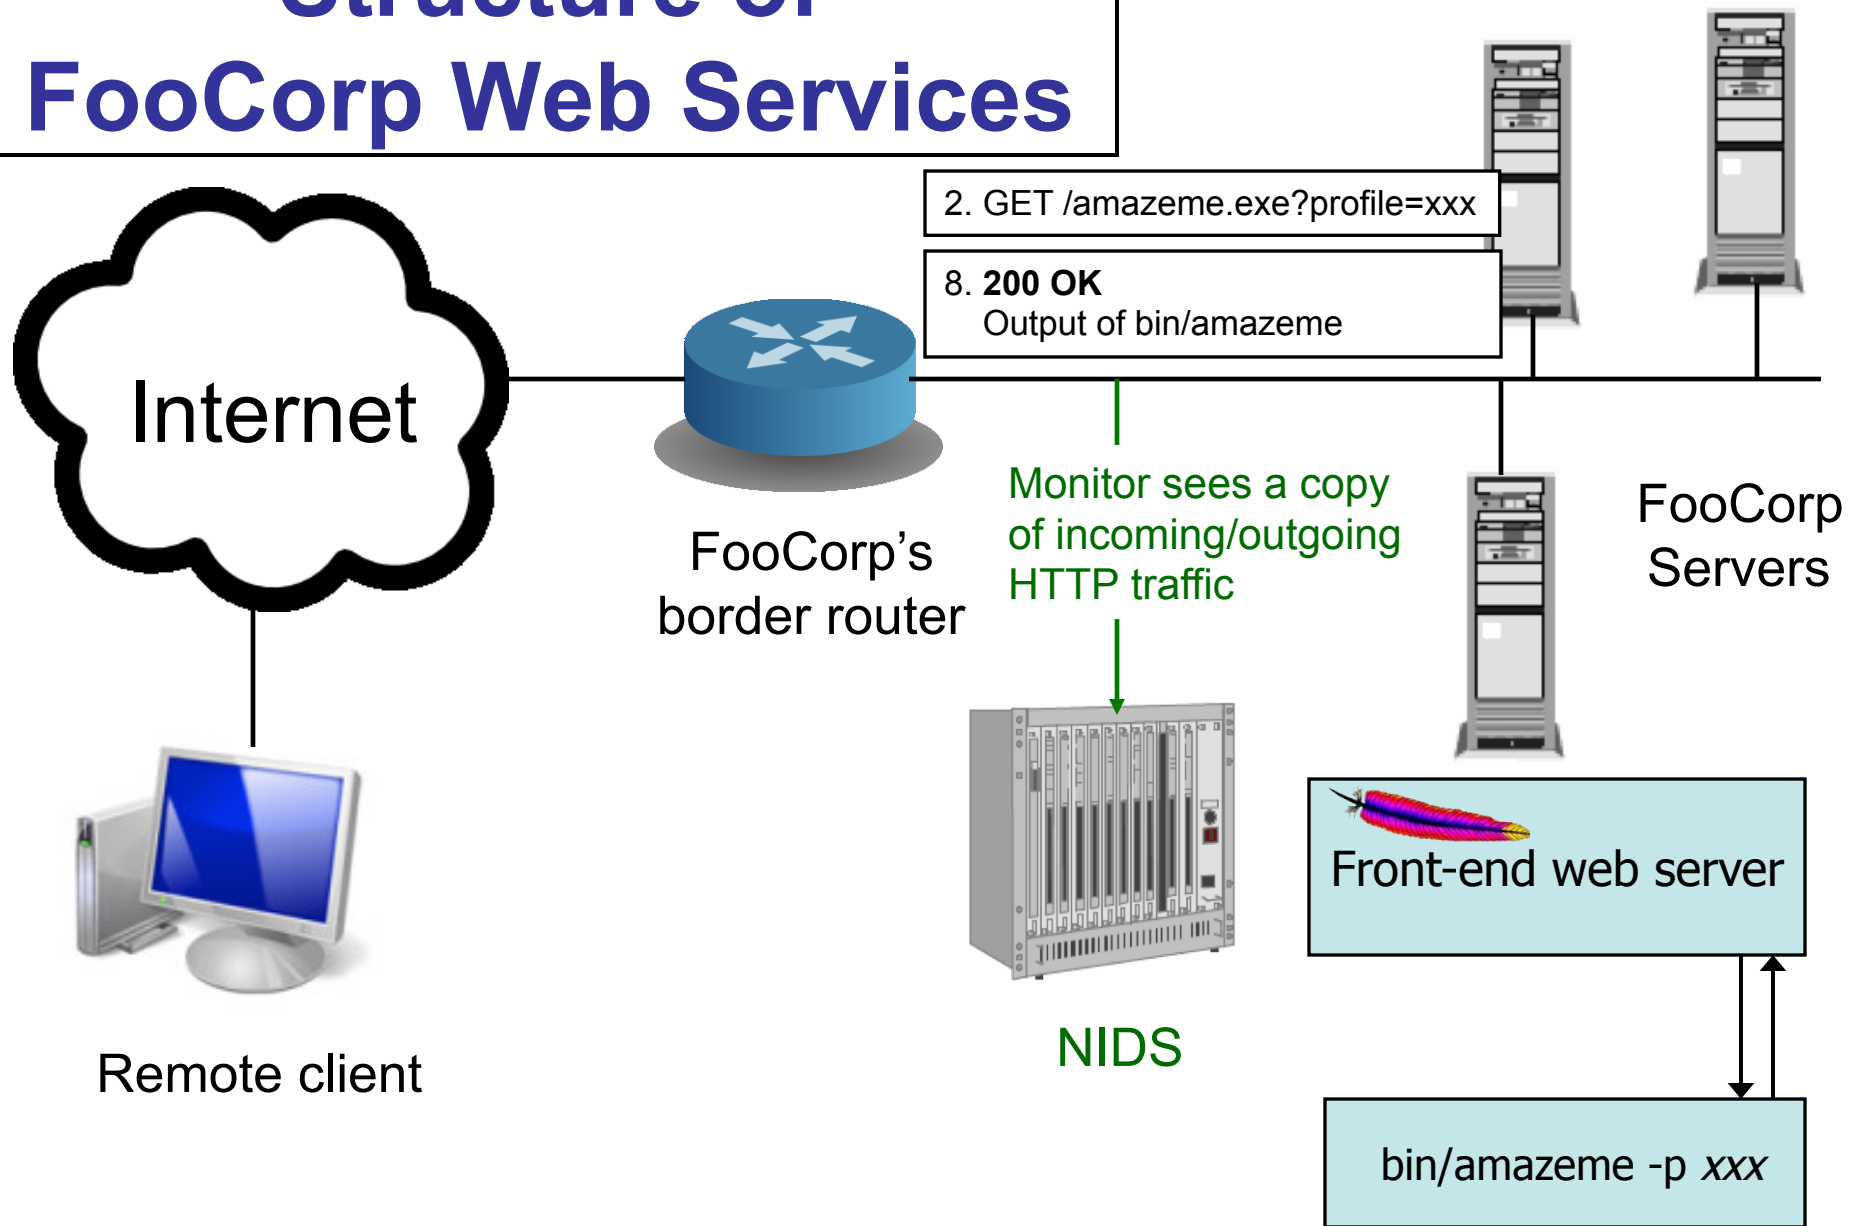 Structure of
FooCorp Web Services
2. GET /amazeme.exe?profile=xxx
8. 200 OK
Output of bin/amazeme
Internet
Monitor sees a copy
of incoming/outgoing
HTTP traffic
FooCorp
Servers
FooCorp’s
border router
Front-end web server
NIDS
Remote client
bin/amazeme -p xxx